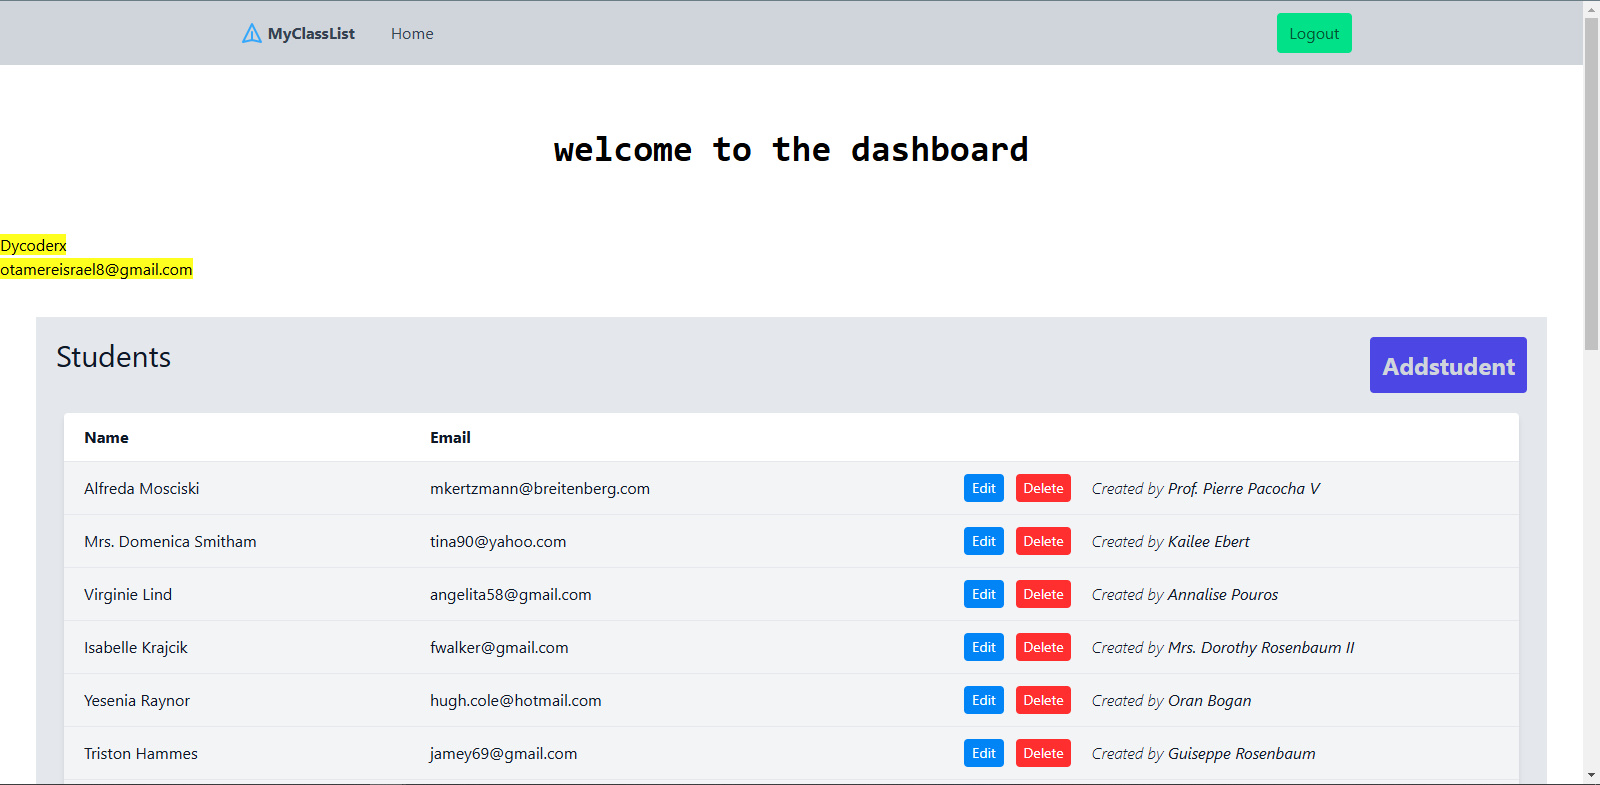 MyClassList Home Logout
welcome to the dashboard
Dycoderx
otamereisrael8@gmail.com
Students Addstudent
Name Email
Alfreda Mosciski mkertzmann@breitenberg.com Edit Delete Created by Prof. Pierre Pacocha V
Mrs. Domenica Smitham tina90@yahoo.com Edit Delete Created by Kailee Ebert
Virginie Lind angelita58@gmail.com Edit Delete Created by Annalise Pouros
Isabelle Krajcik fwalker@gmail.com Edit Delete Created by Mrs. Dorothy Rosenbaum II
Yesenia Raynor hugh.cole@hotmail.com Edit Delete Created by Oran Bogan
Triston Hammes jamey69@gmail.com Edit Delete Created by Guiseppe Rosenbaum